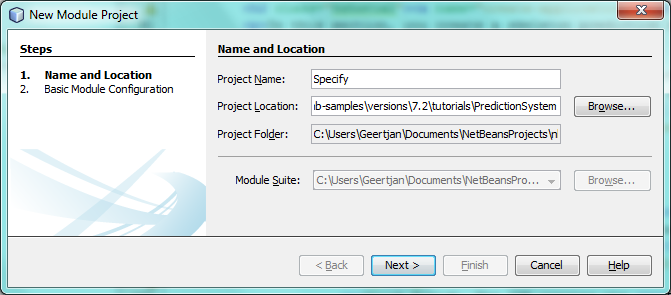 New Module Project
Steps
1. Name and Location
2. Basic Module Configuration
Name and Location
Project Name: Specify
Project Location: ıb-samples\versions\7.2\tutorials\PredictionSystem Browse...
Project Folder: C:\Users\Geertjan\Documents\NetBeansProjects\n
Module Suite: C:\Users\Geertjan\Documents\NetBeansPro... Browse...
< Back Next > Finish Cancel Help